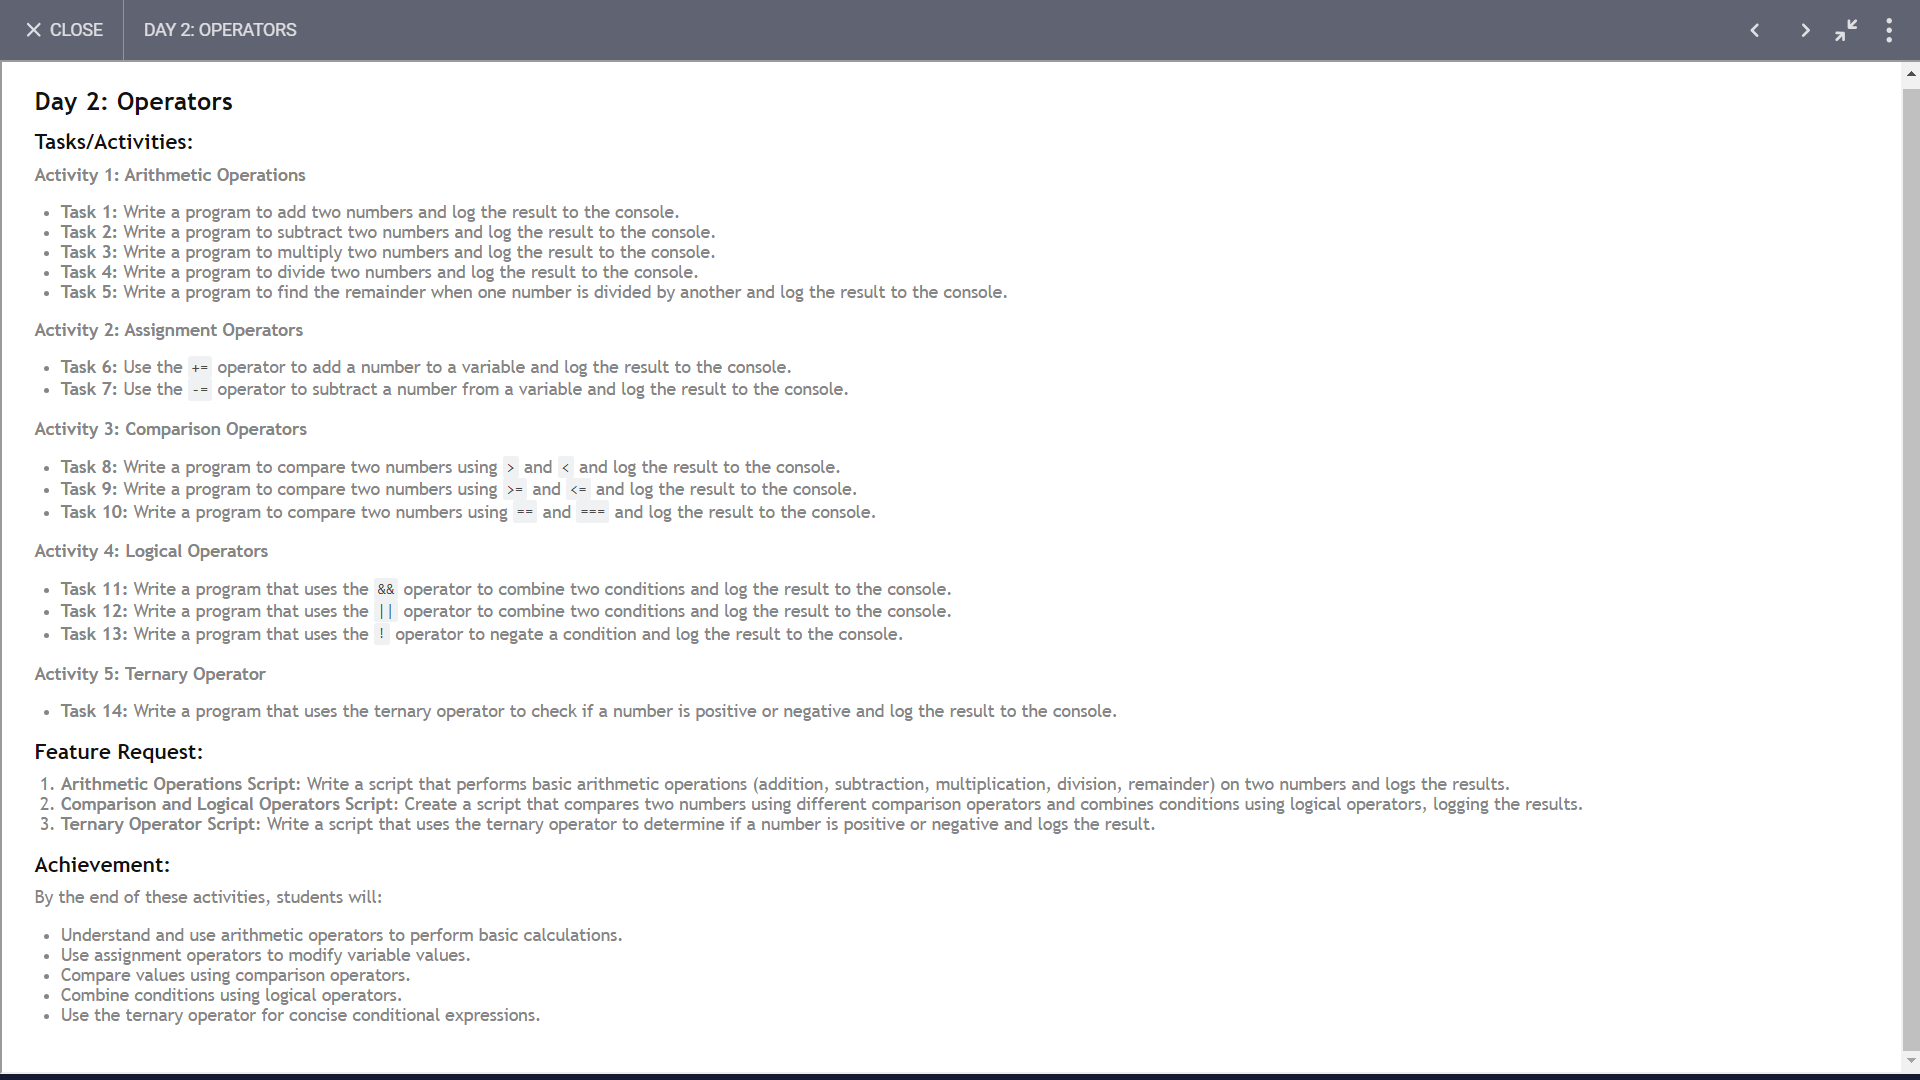 CLOSE
DAY 2: OPERATORS
Day 2: Operators
Tasks/Activities:
Activity 1: Arithmetic Operations
• Task 1: Write a program to add two numbers and log the result to the console.
• Task 2: Write a program to subtract two numbers and log the result to the console.
• Task 3: Write a program to multiply two numbers and log the result to the console.
• Task 4: Write a program to divide two numbers and log the result to the console.
• Task 5: Write a program to find the remainder when one number is divided by another and log the result to the console.
Activity 2: Assignment Operators
• Task 6: Use the += operator to add a number to a variable and log the result to the console.
• Task 7: Use the -= operator to subtract a number from a variable and log the result to the console.
Activity 3: Comparison Operators
• Task 8: Write a program to compare two numbers using > and < and log the result to the console.
• Task 9: Write a program to compare two numbers using >= and <= and log the result to the console.
• Task 10: Write a program to compare two numbers using == and === and log the result to the console.
Activity 4: Logical Operators
• Task 11: Write a program that uses the && operator to combine two conditions and log the result to the console.
• Task 12: Write a program that uses the || operator to combine two conditions and log the result to the console.
• Task 13: Write a program that uses the ! operator to negate a condition and log the result to the console.
Activity 5: Ternary Operator
• Task 14: Write a program that uses the ternary operator to check if a number is positive or negative and log the result to the console.
Feature Request:
1. Arithmetic Operations Script: Write a script that performs basic arithmetic operations (addition, subtraction, multiplication, division, remainder) on two numbers and logs the results.
2. Comparison and Logical Operators Script: Create a script that compares two numbers using different comparison operators and combines conditions using logical operators, logging the results.
3. Ternary Operator Script: Write a script that uses the ternary operator to determine if a number is positive or negative and logs the result.
Achievement:
By the end of these activities, students will:
• Understand and use arithmetic operators to perform basic calculations.
• Use assignment operators to modify variable values.
• Compare values using comparison operators.
• Combine conditions using logical operators.
• Use the ternary operator for concise conditional expressions.